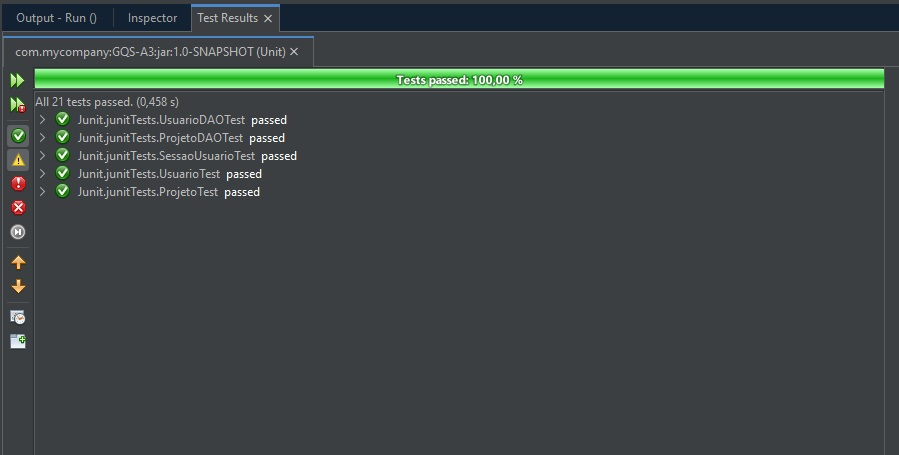 Output - Run () Inspector Test Results
com.mycompany:GQS-A3:jar:1.0-SNAPSHOT (Unit)
Tests passed: 100,00 %
All 21 tests passed. (0,458 s)
Junit.junitTests.UsuarioDAOTest passed
Junit.junitTests.ProjetoDAOTest passed
Junit.junitTests.SessaoUsuarioTest passed
Junit.junitTests.UsuarioTest passed
Junit.junitTests.ProjetoTest passed